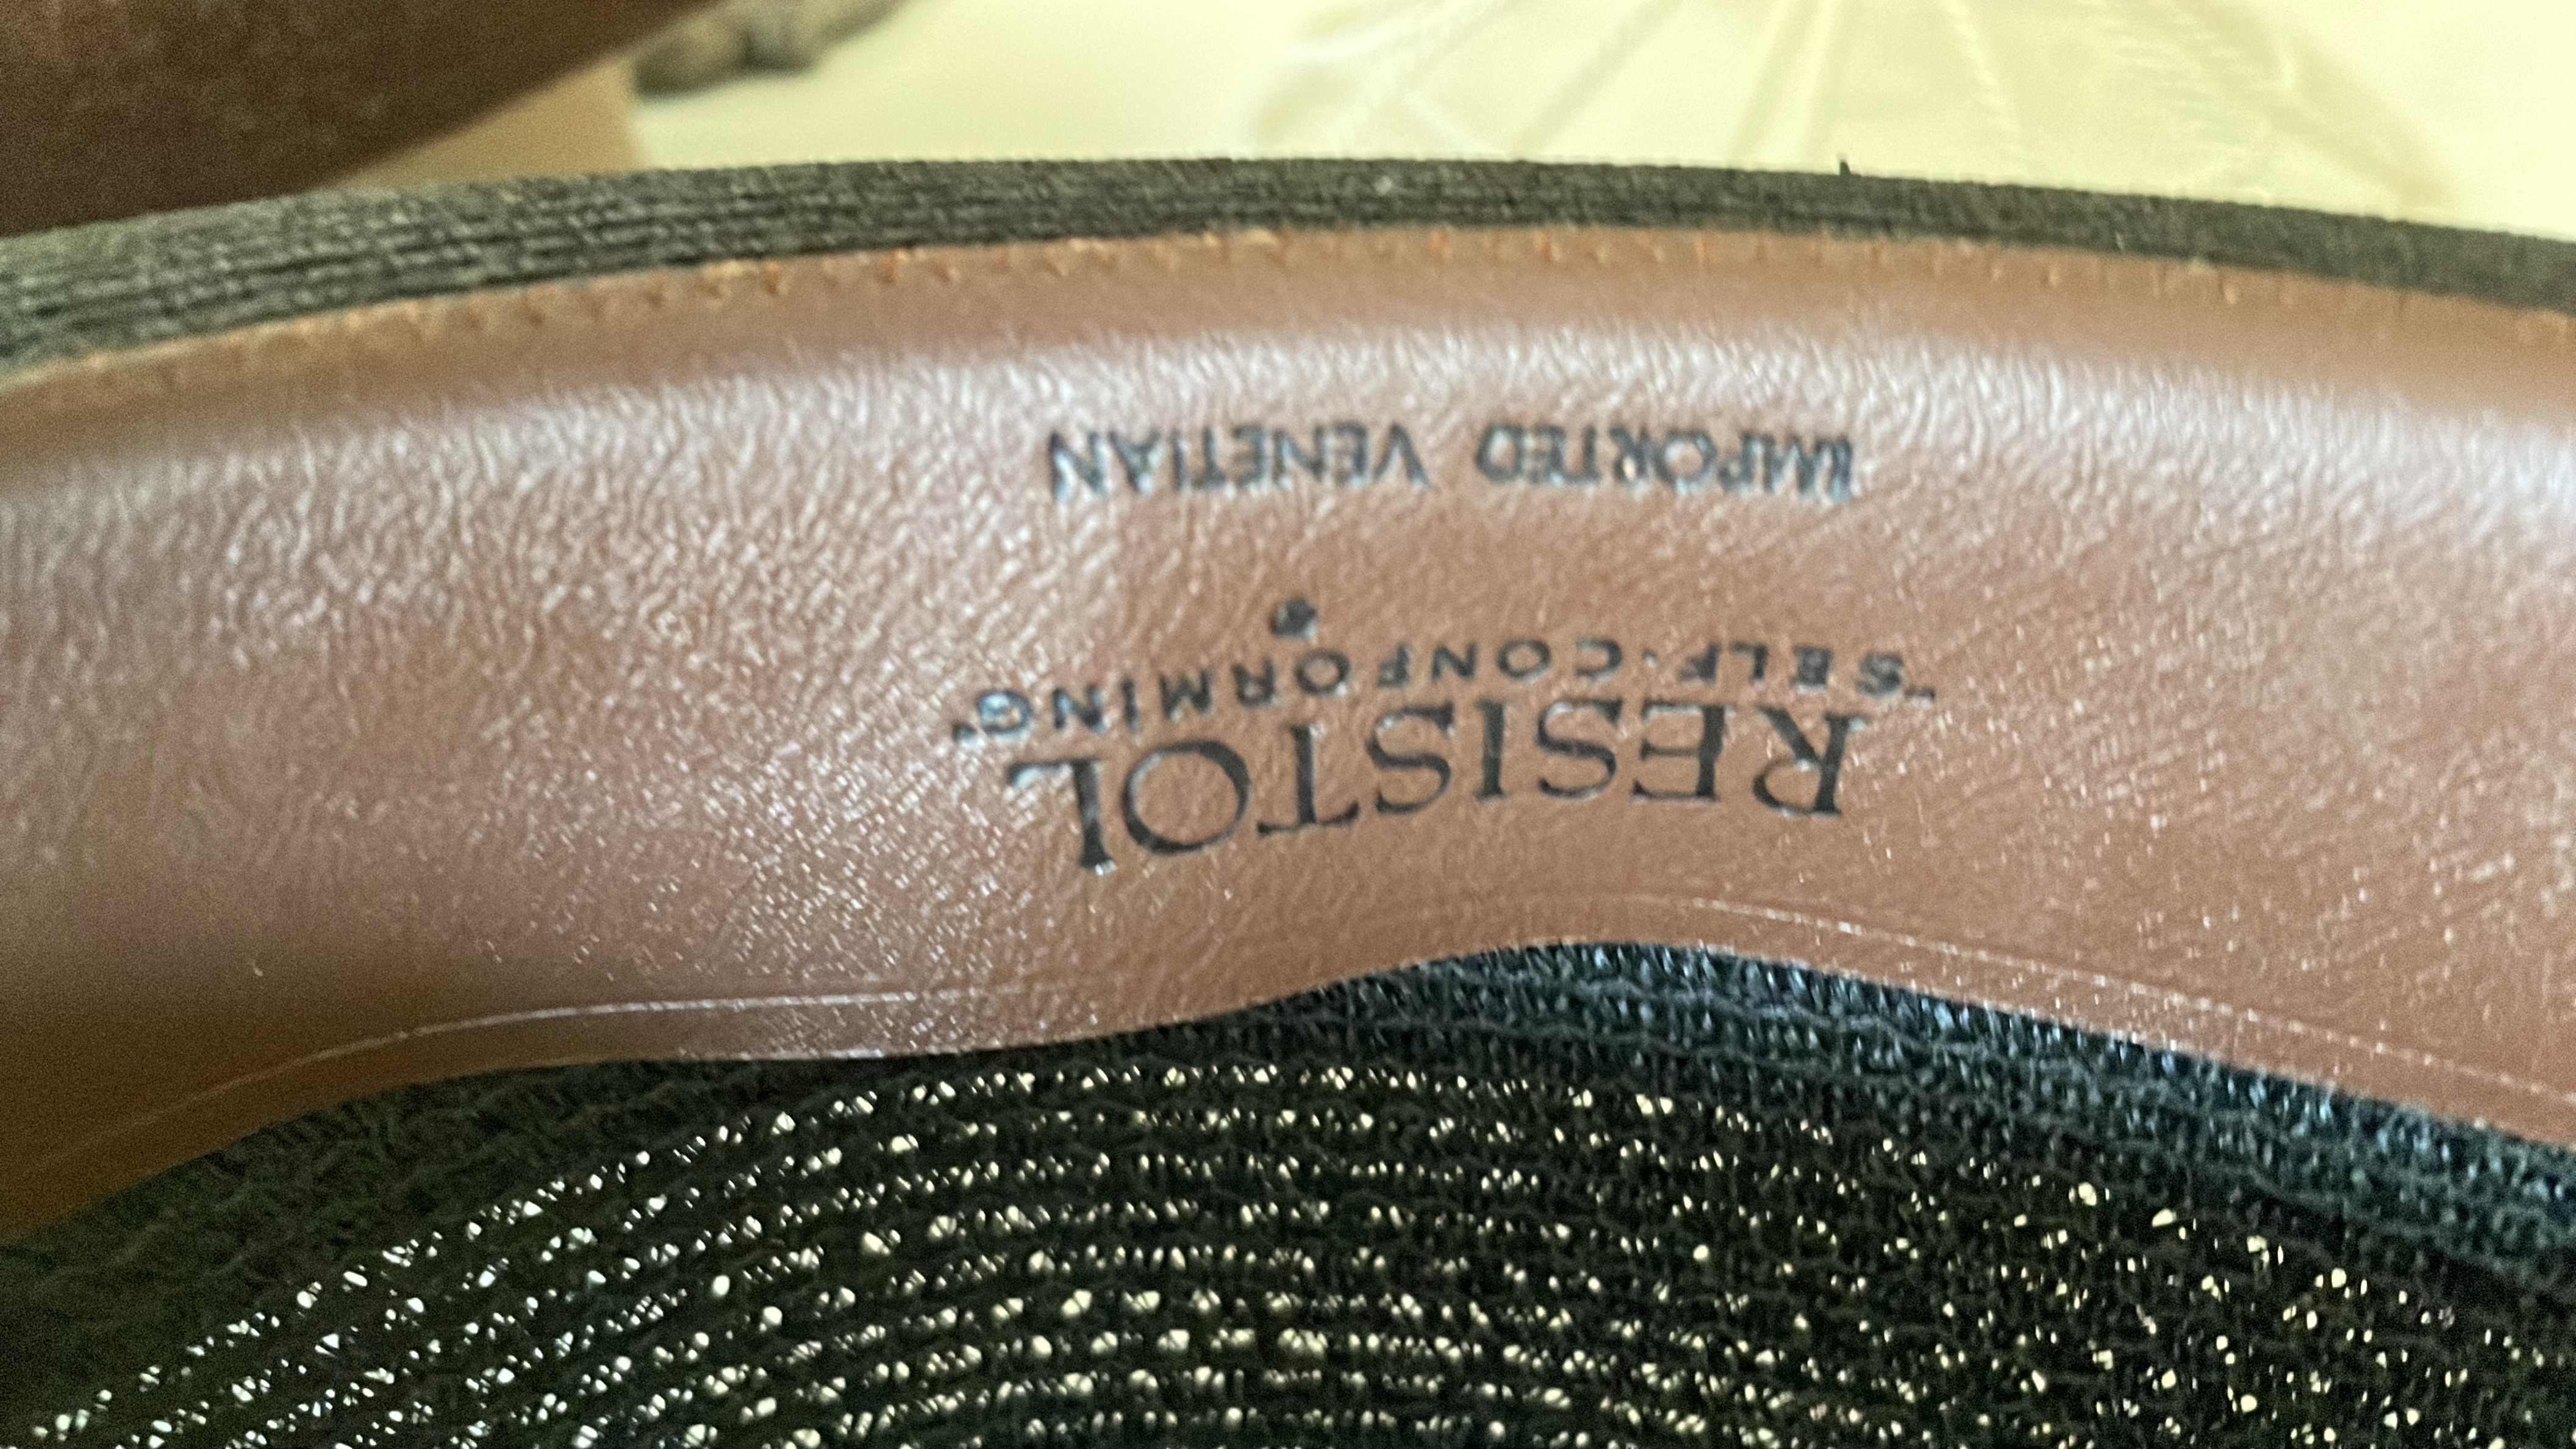 RESISTOL
"SELF·CONFORMING"
IMPORTED VENETIAN